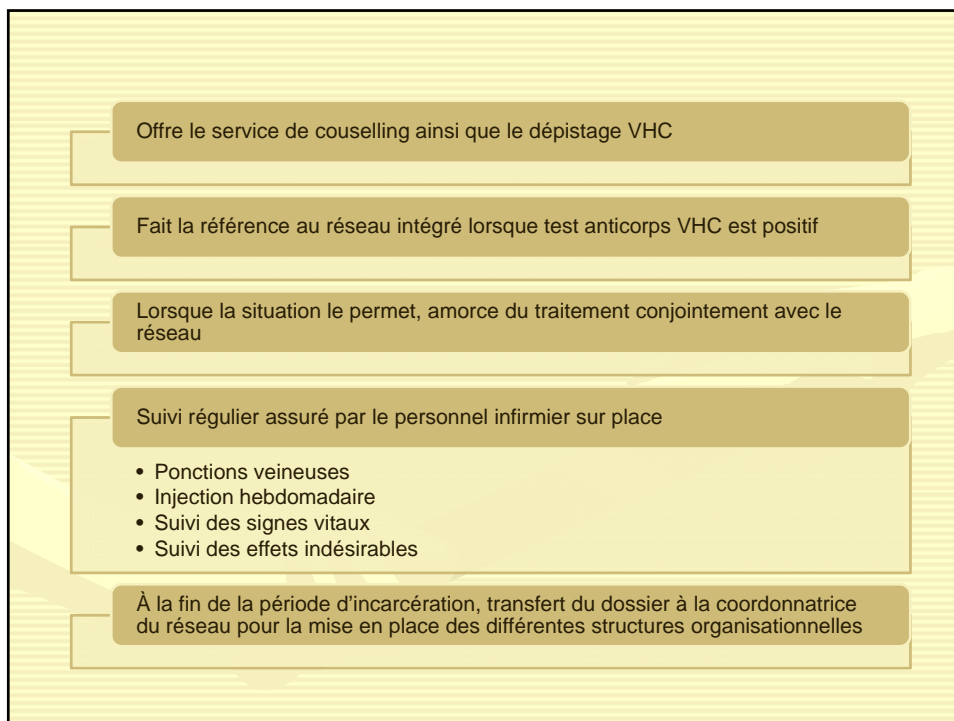 Offre le service de couselling ainsi que le dépistage VHC
Fait la référence au réseau intégré lorsque test anticorps VHC est positif
Lorsque la situation le permet, amorce du traitement conjointement avec le
réseau
Suivi régulier assuré par le personnel infirmier sur place
• Ponctions veineuses
• Injection hebdomadaire
• Suivi des signes vitaux
• Suivi des effets indésirables
À la fin de la période d’incarcération, transfert du dossier à la coordonnatrice
du réseau pour la mise en place des différentes structures organisationnelles